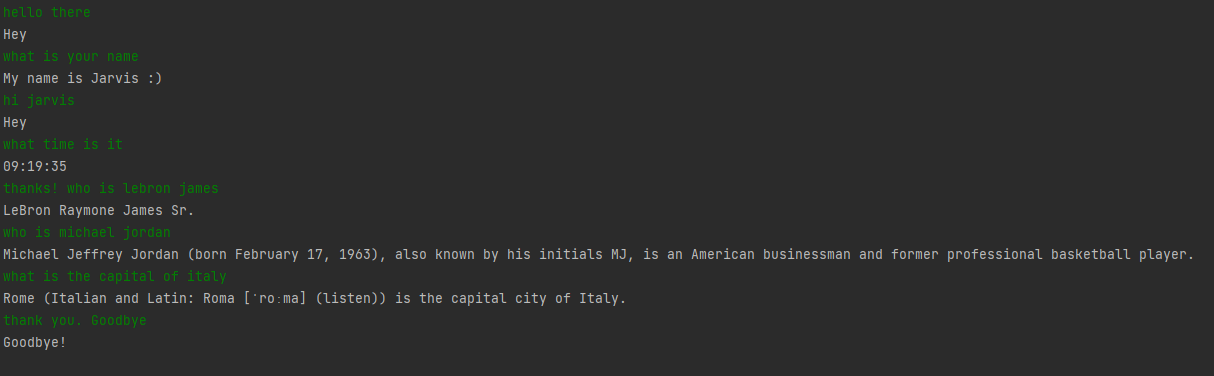 hello there
Hey
what is your name
My name is Jarvis :)
hi jarvis
Hey
what time is it
09:19:35
thanks! who is lebron james
LeBron Raymone James Sr.
who is michael jordan
Michael Jeffrey Jordan (born February 17, 1963), also known by his initials MJ, is an American businessman and former professional basketball player.
what is the capital of italy
Rome (Italian and Latin: Roma [ˈroːma] (listen)) is the capital city of Italy.
thank you. Goodbye
Goodbye!